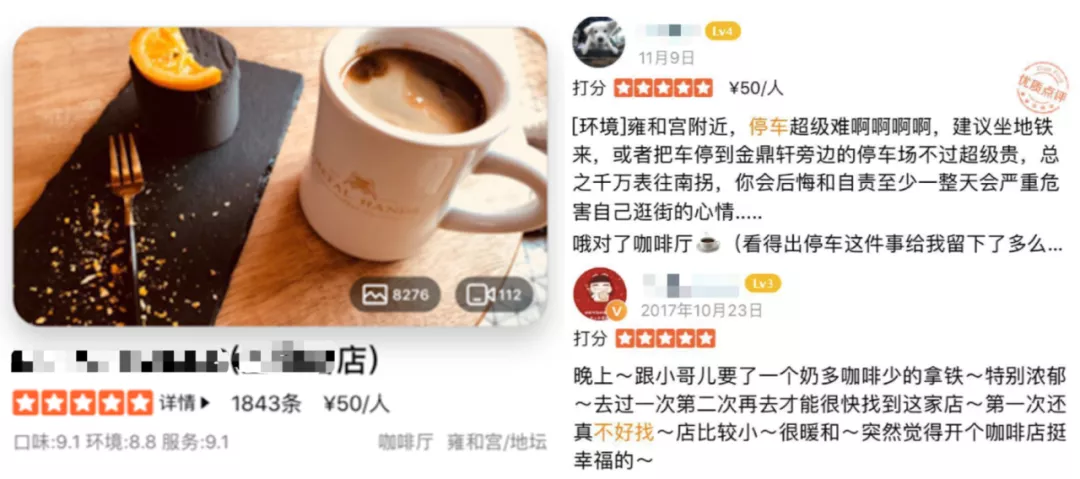 8276
112
店)
详情
1843条
¥50/人
口味:9.1 环境:8.8 服务:9.1
咖啡厅 雍和宫/地坛
Lv4
11月9日
打分
¥50/人
优质点评
[环境]雍和宫附近，停车超级难啊啊啊啊，建议坐地铁
来，或者把车停到金鼎轩旁边的停车场不过超级贵，总
之千万表往南拐，你会后悔和自责至少一整天会严重危
害自己逛街的心情.....
哦对了咖啡厅☕（看得出停车这件事给我留下了多么...
Lv3
V
2017年10月23日
打分
晚上～跟小哥儿要了一个奶多咖啡少的拿铁～特别浓郁
～去过一次第二次再去才能很快找到这家店～第一次还
真不好找～店比较小～很暖和～突然觉得开个咖啡店挺
幸福的～